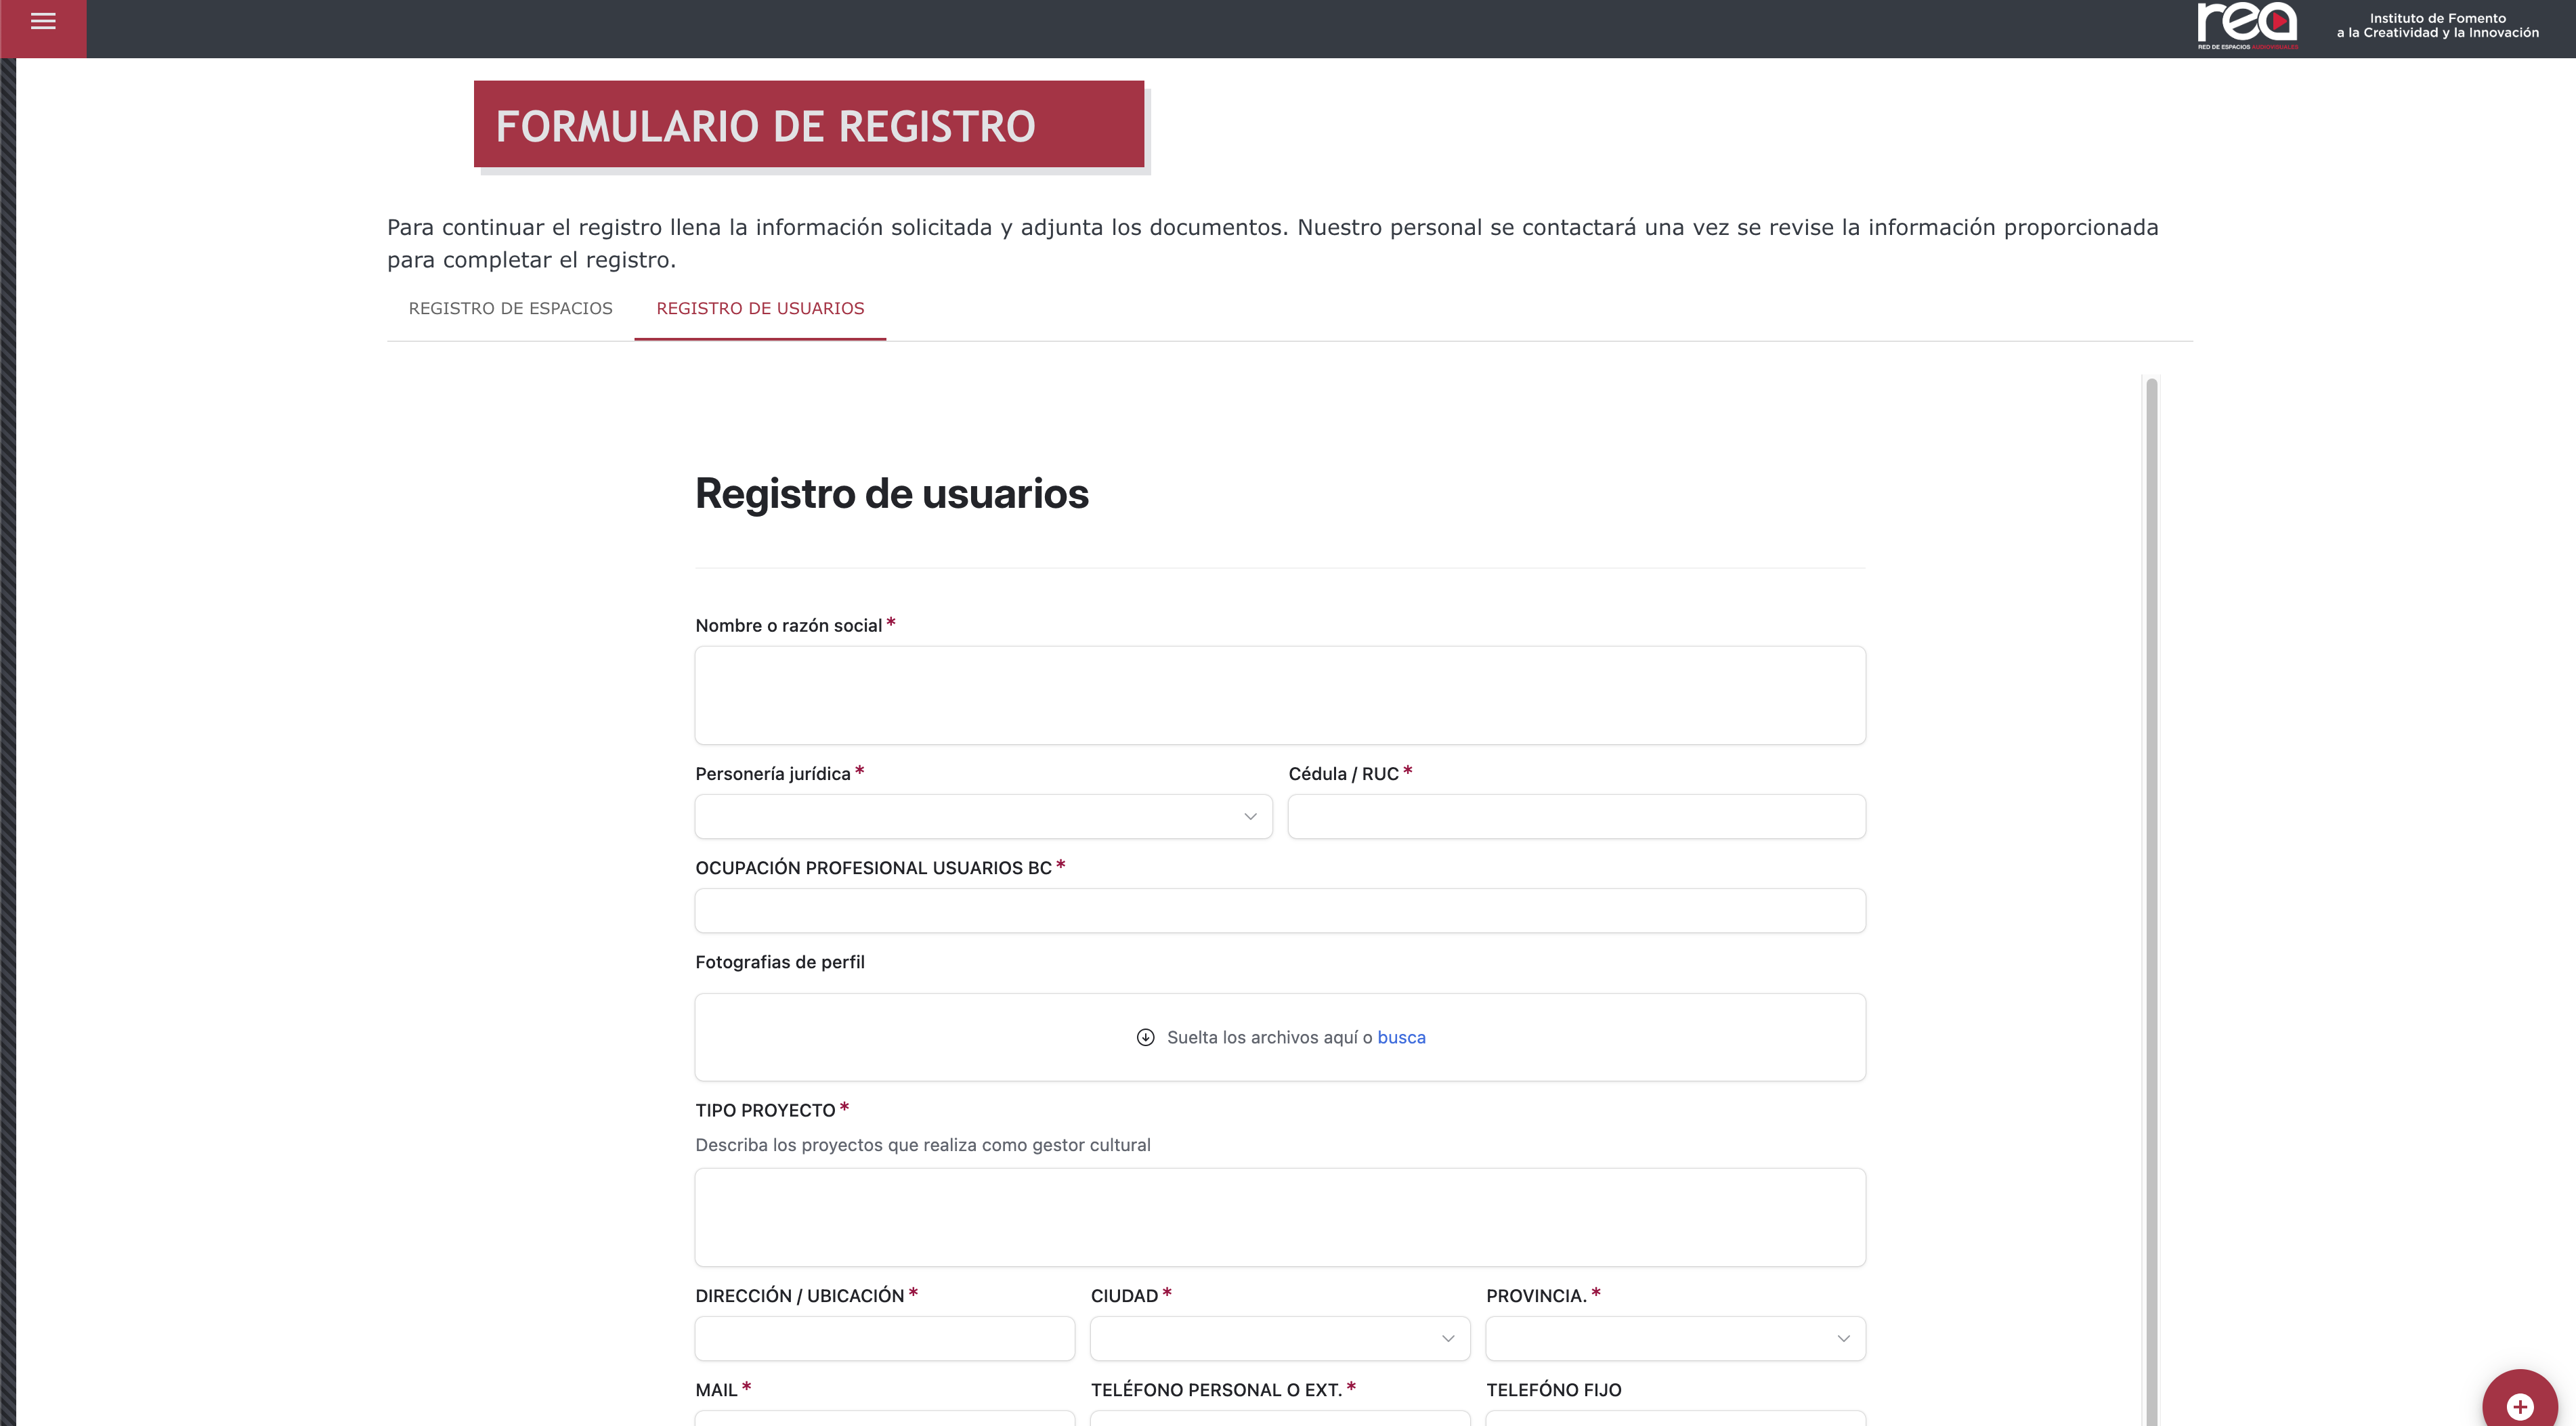 rea
RED DE ESPACIOS AUDIOVISUALES
Instituto de Fomento
a la Creatividad y la Innovación
FORMULARIO DE REGISTRO
Para continuar el registro llena la información solicitada y adjunta los documentos. Nuestro personal se contactará una vez se revise la información proporcionada
para completar el registro.
REGISTRO DE ESPACIOS
REGISTRO DE USUARIOS
Registro de usuarios
Nombre o razón social *
Personería jurídica *
Cédula / RUC *
OCUPACIÓN PROFESIONAL USUARIOS BC *
Fotografias de perfil
Suelta los archivos aquí o busca
TIPO PROYECTO *
Describa los proyectos que realiza como gestor cultural
DIRECCIÓN / UBICACIÓN *
CIUDAD *
PROVINCIA. *
MAIL *
TELÉFONO PERSONAL O EXT. *
TELEFÓNO FIJO